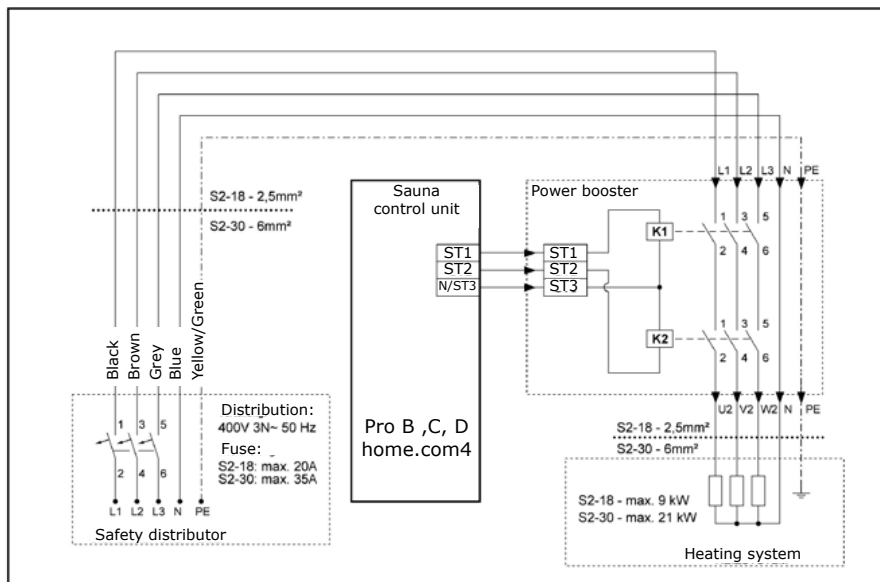 L1 L2 L3 N PE
S2-18 - 2,5mm²
S2-30 - 6mm²
Sauna
control unit
Power booster
1 3 5
K1
2 4 6
ST1 ST1
ST2 ST2
N/ST3 ST3
1 3 5
K2
2 4 6
Black
Brown
Grey
Blue
Yellow/Green
U2 V2 W2 N PE
Distribution:
400V 3N~ 50 Hz
Fuse:
S2-18: max. 20A
S2-30: max. 35A
1 3 5
2 4 6
L1 L2 L3 N PE
Safety distributor
Pro B ,C, D
home.com4
S2-18 - 2,5mm²
S2-30 - 6mm²
S2-18 - max. 9 kW
S2-30 - max. 21 kW
Heating system